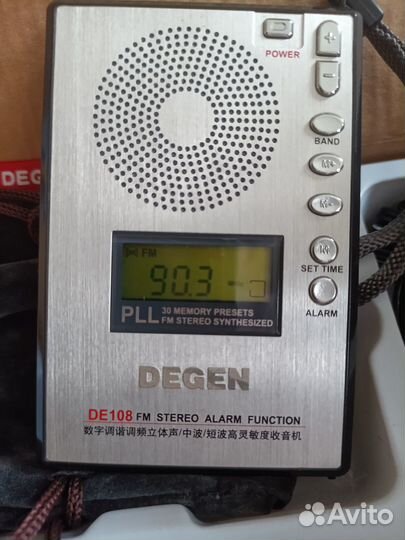 POWER
+
−
BAND
M+
M-
DEG
M
SET TIME
ALARM
FM
90.3
PLL 30 MEMORY PRESETS
FM STEREO SYNTHESIZED
DEGEN
DE108 FM STEREO ALARM FUNCTION
数字调谐调频立体声/中波/短波高灵敏度收音机
Avito